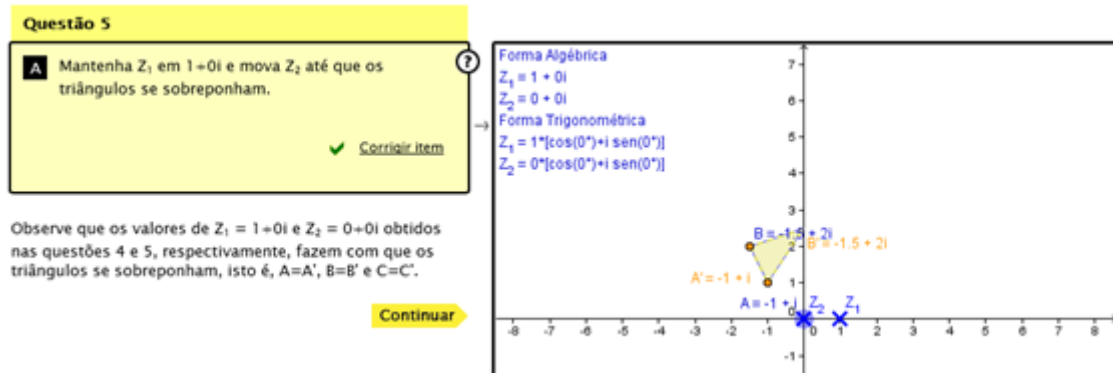 Questão 5
A Mantenha Z₁ em 1+0i e mova Z₂ até que os
triângulos se sobreponham.
?
Corrigir item
Observe que os valores de Z₁ = 1+0i e Z₂ = 0+0i obtidos
nas questões 4 e 5, respectivamente, fazem com que os
triângulos se sobreponham, isto é, A=A', B=B' e C=C'.
Continuar
Forma Algébrica
Z₁ = 1 + 0i
Z₂ = 0 + 0i
Forma Trigonométrica
Z₁ = 1*[cos(0°)+i sen(0°)]
Z₂ = 0*[cos(0°)+i sen(0°)]
7
6
5
4
3
B = -1.5 + 2i
2
B' = -1.5 + 2i
A' = -1 + i
1
A = -1 + i
0
Z₂ Z₁
-8 -7 -6 -5 -4 -3 -2 -1 0 1 2 3 4 5 6 7 8
-1